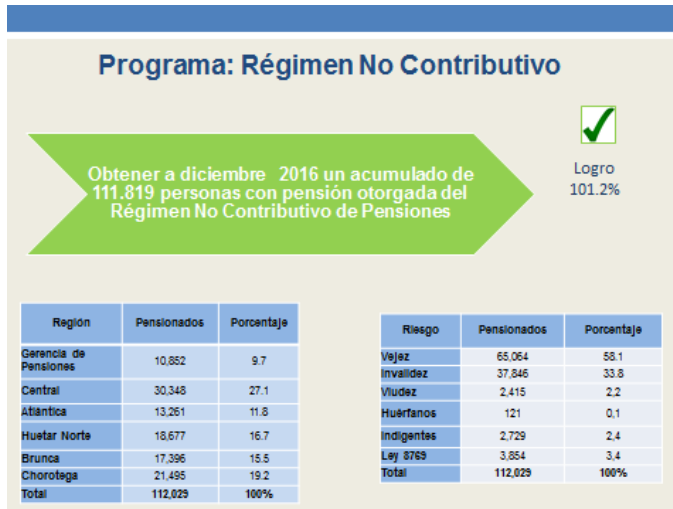 Programa: Régimen No Contributivo
Obtener a diciembre 2016 un acumulado de
111.819 personas con pensión otorgada del
Régimen No Contributivo de Pensiones
Logro
101.2%
Región Pensionados Porcentaje
Gerencia de
Pensiones 10,852 9.7
Central 30,348 27.1
Atlántica 13,261 11.8
Huetar Norte 18,677 16.7
Brunca 17,396 15.5
Chorotega 21,495 19.2
Total 112,029 100%
Riesgo Pensionados Porcentaje
Vejez 65,064 58.1
Invalidez 37,846 33.8
Viudez 2,415 2,2
Huérfanos 121 0,1
Indigentes 2,729 2,4
Ley 8769 3,854 3,4
Total 112,029 100%